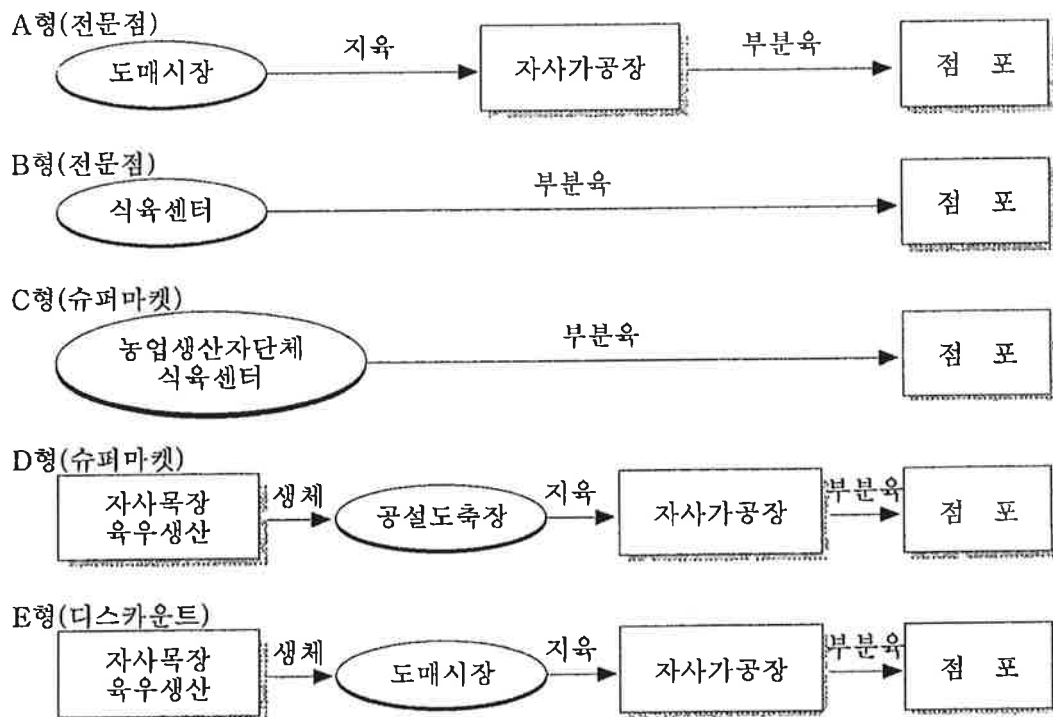 A형(전문점)
도매시장 지육 자사가공장 부분육 점 포
B형(전문점)
식육센터 부분육 점 포
C형(슈퍼마켓)
농업생산자단체
식육센터 부분육 점 포
D형(슈퍼마켓)
자사목장
육우생산 생체 공설도축장 지육 자사가공장 부분육 점 포
E형(디스카운트)
자사목장
육우생산 생체 도매시장 지육 자사가공장 부분육 점 포